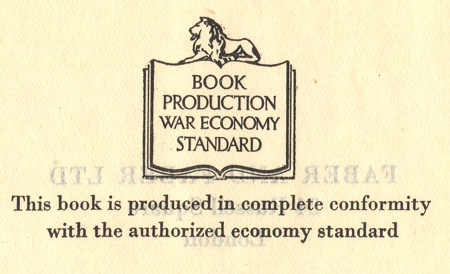 BOOK
PRODUCTION
WAR ECONOMY
STANDARD
This book is produced in complete conformity
with the authorized economy standard